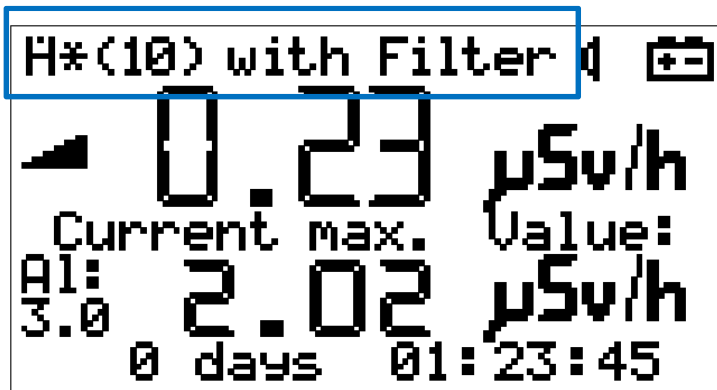 Ḧ*(10) with Filter
0.23 µSv/h
Current max. Value:
Al: 3.0 2.02 µSv/h
0 days 01:23:45